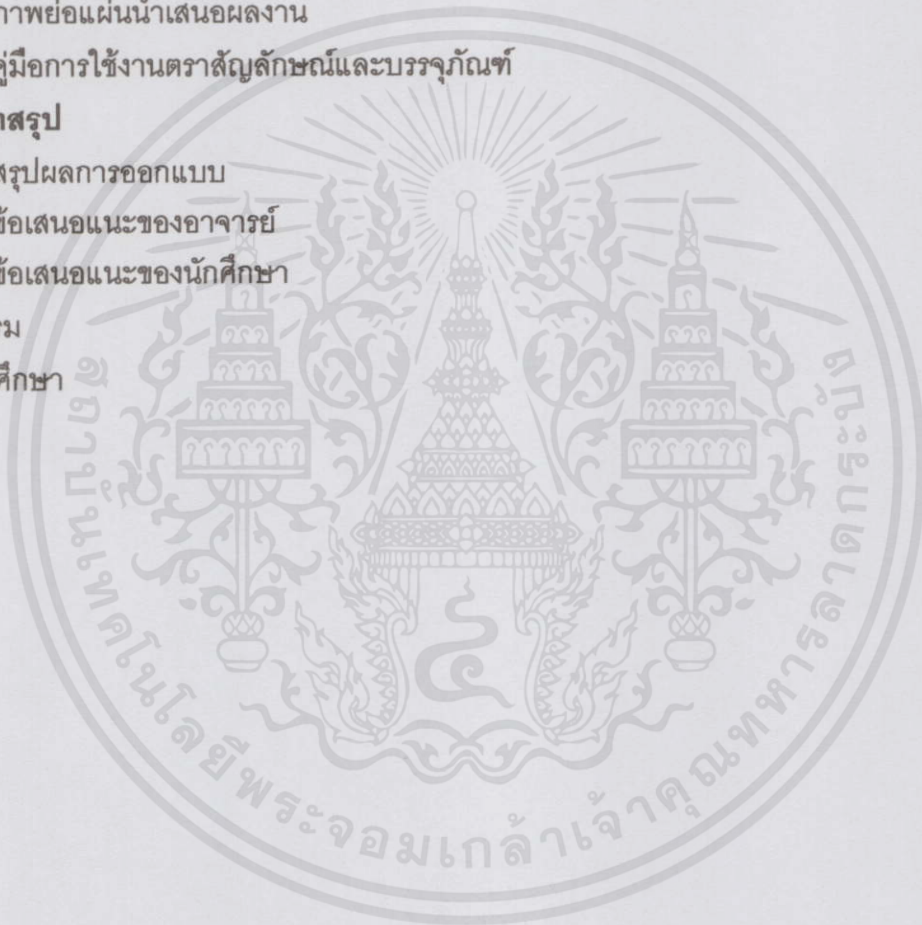 ภาพย่อแผ่นนำเสนอผลงาน
คู่มือการใช้งานตราสัญลักษณ์และบรรจุภัณฑ์
สรุป
สรุปผลการออกแบบ
ข้อเสนอแนะของอาจารย์
ข้อเสนอแนะของนักศึกษา
รม
ศึกษา
สถาบันเทคโนโลยีพระจอมเกล้าเจ้าคุณทหารลาดกระบัง
๔